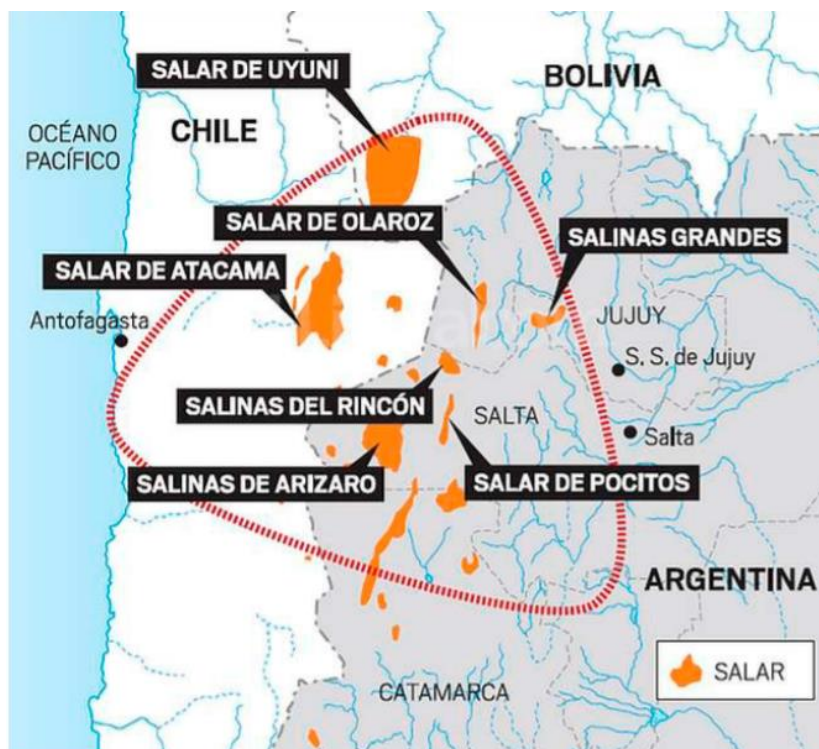 SALAR DE UYUNI
BOLIVIA
OCÉANO
PACÍFICO
CHILE
SALAR DE OLAROZ
SALINAS GRANDES
SALAR DE ATACAMA
Antofagasta
JUJUY
S. S. de Jujuy
SALINAS DEL RINCÓN
SALTA
Salta
SALINAS DE ARIZARO
SALAR DE POCITOS
ARGENTINA
SALAR
CATAMARCA